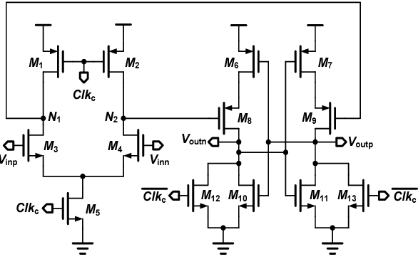 M1
M2
Clkc
N1
N2
M3
M4
Vinp
Vinn
Clkc
M5
M6
M7
M8
M9
Voutn
Voutp
Clkc
M12
M10
M11
M13
Clkc